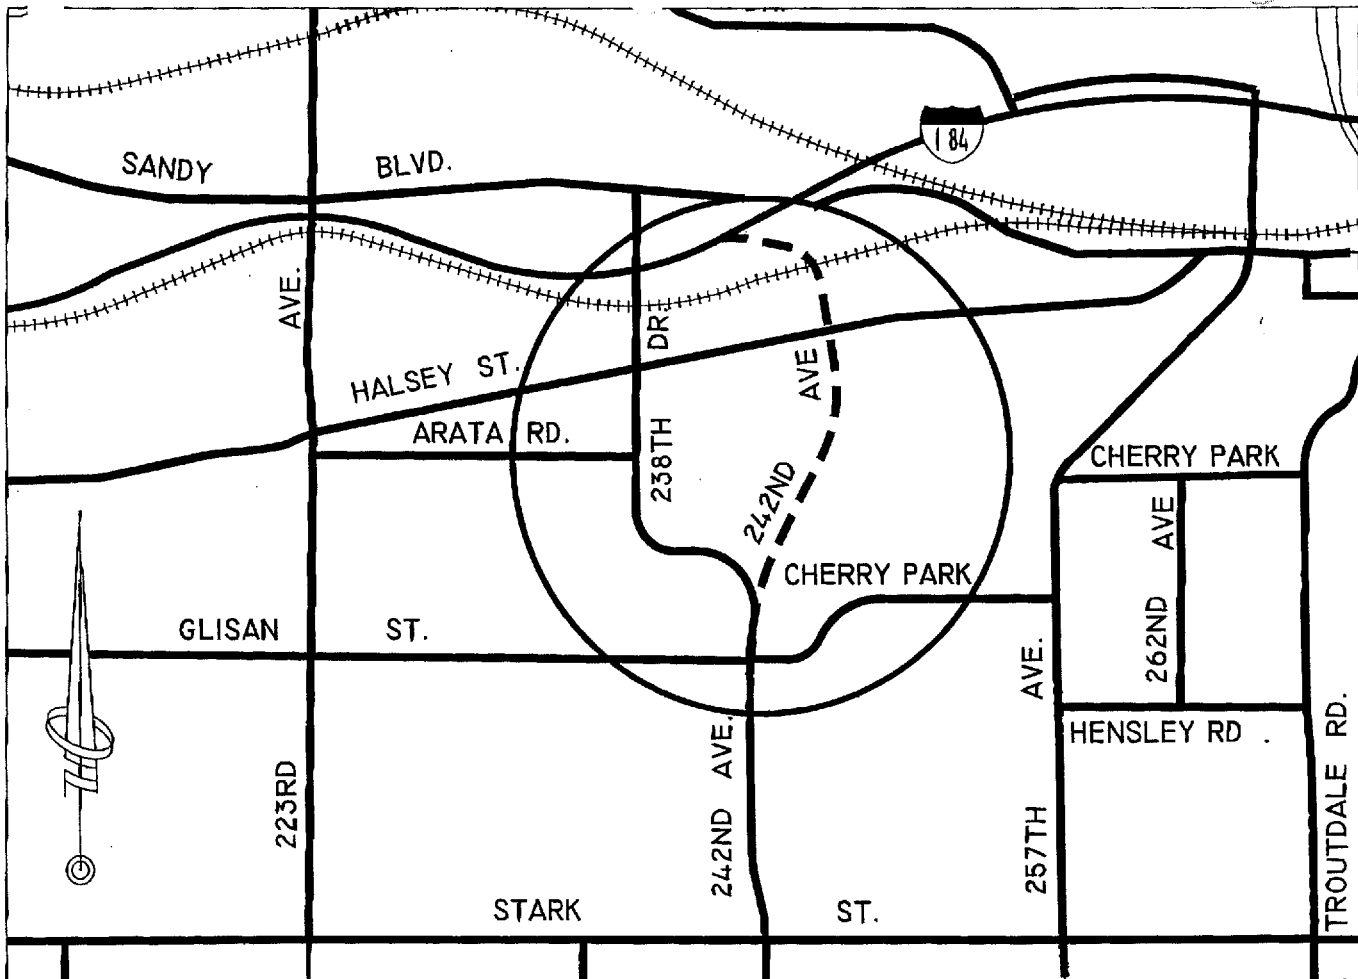 I 84
SANDY BLVD.
AVE.
DR.
HALSEY ST.
AVE
ARATA RD.
238TH
CHERRY PARK
242ND
AVE
CHERRY PARK
GLISAN ST.
262ND
AVE.
HENSLEY RD.
242ND AVE.
223RD
257TH
TROUTDALE RD.
STARK ST.
N